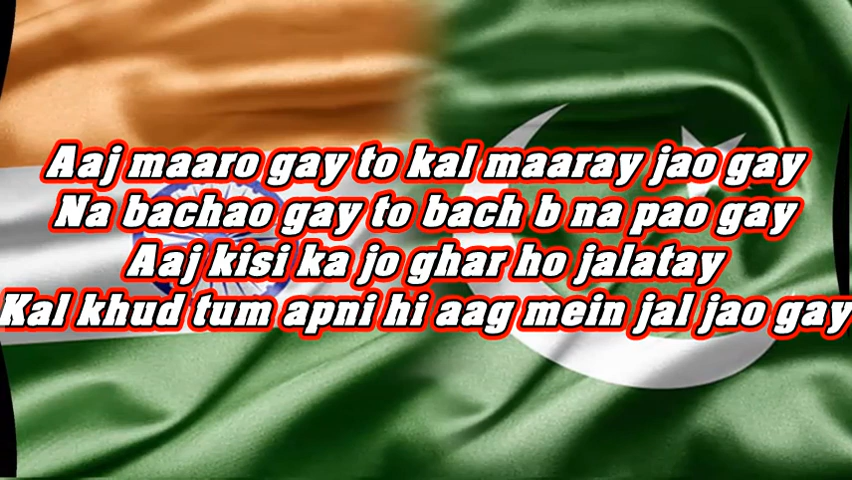 Aaj maaro gay to kal maaray jao gay
Na bachao gay to bach b na pao gay
Aaj kisi ka jo ghar ho jalatay
Kal khud tum apni hi aag mein jal jao gay